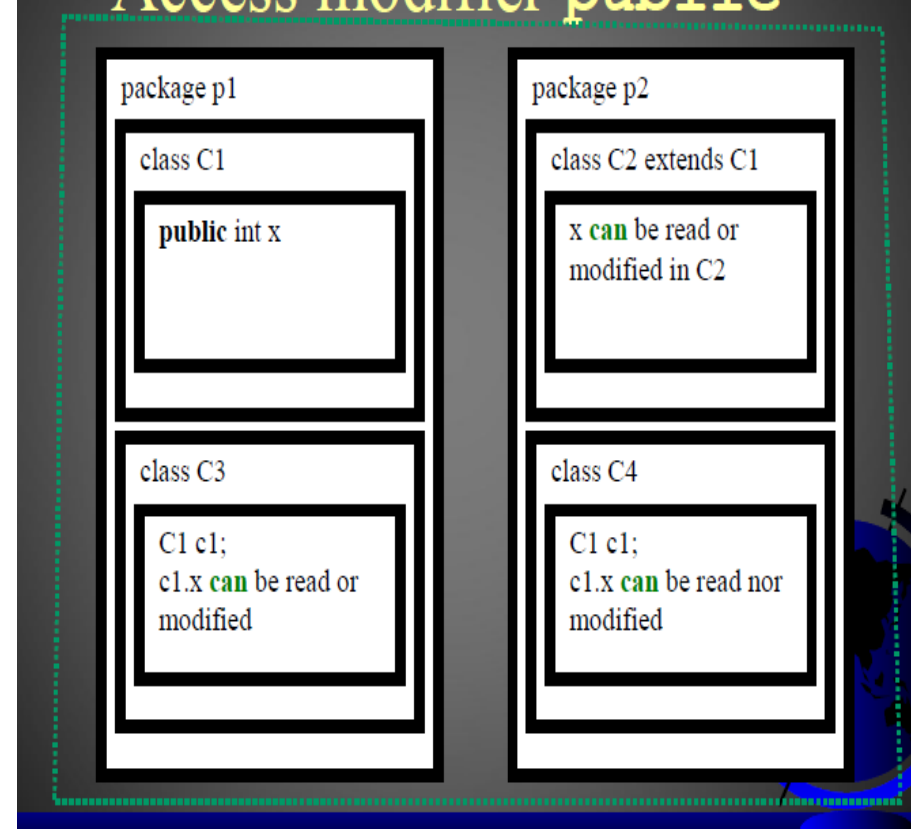 Access modifier public
package p1
class C1
public int x
class C3
C1 c1;
c1.x can be read or
modified
package p2
class C2 extends C1
x can be read or
modified in C2
class C4
C1 c1;
c1.x can be read nor
modified